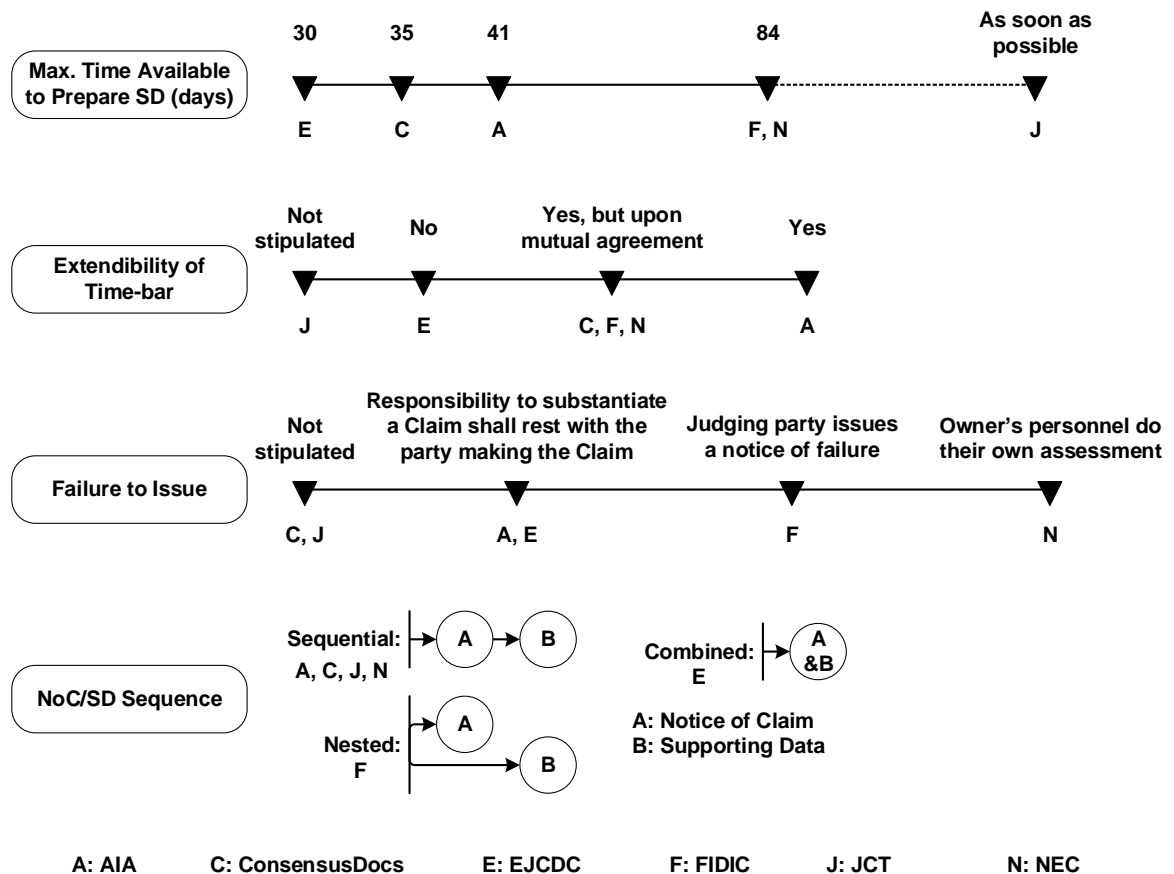 30 35 41 84 As soon as
possible
Max. Time Available
to Prepare SD (days)
E C A F, N J
Not
stipulated
No
Yes, but upon
mutual agreement
Yes
Extendibility of
Time-bar
J E C, F, N A
Not
stipulated
Responsibility to substantiate
a Claim shall rest with the
party making the Claim
Judging party issues
a notice of failure
Owner's personnel do
their own assessment
Failure to Issue
C, J A, E F N
NoC/SD Sequence
Sequential:
A, C, J, N
A B
Combined:
E
A
&B
Nested:
F
A
B
A: Notice of Claim
B: Supporting Data
A: AIA C: ConsensusDocs E: EJCDC F: FIDIC J: JCT N: NEC